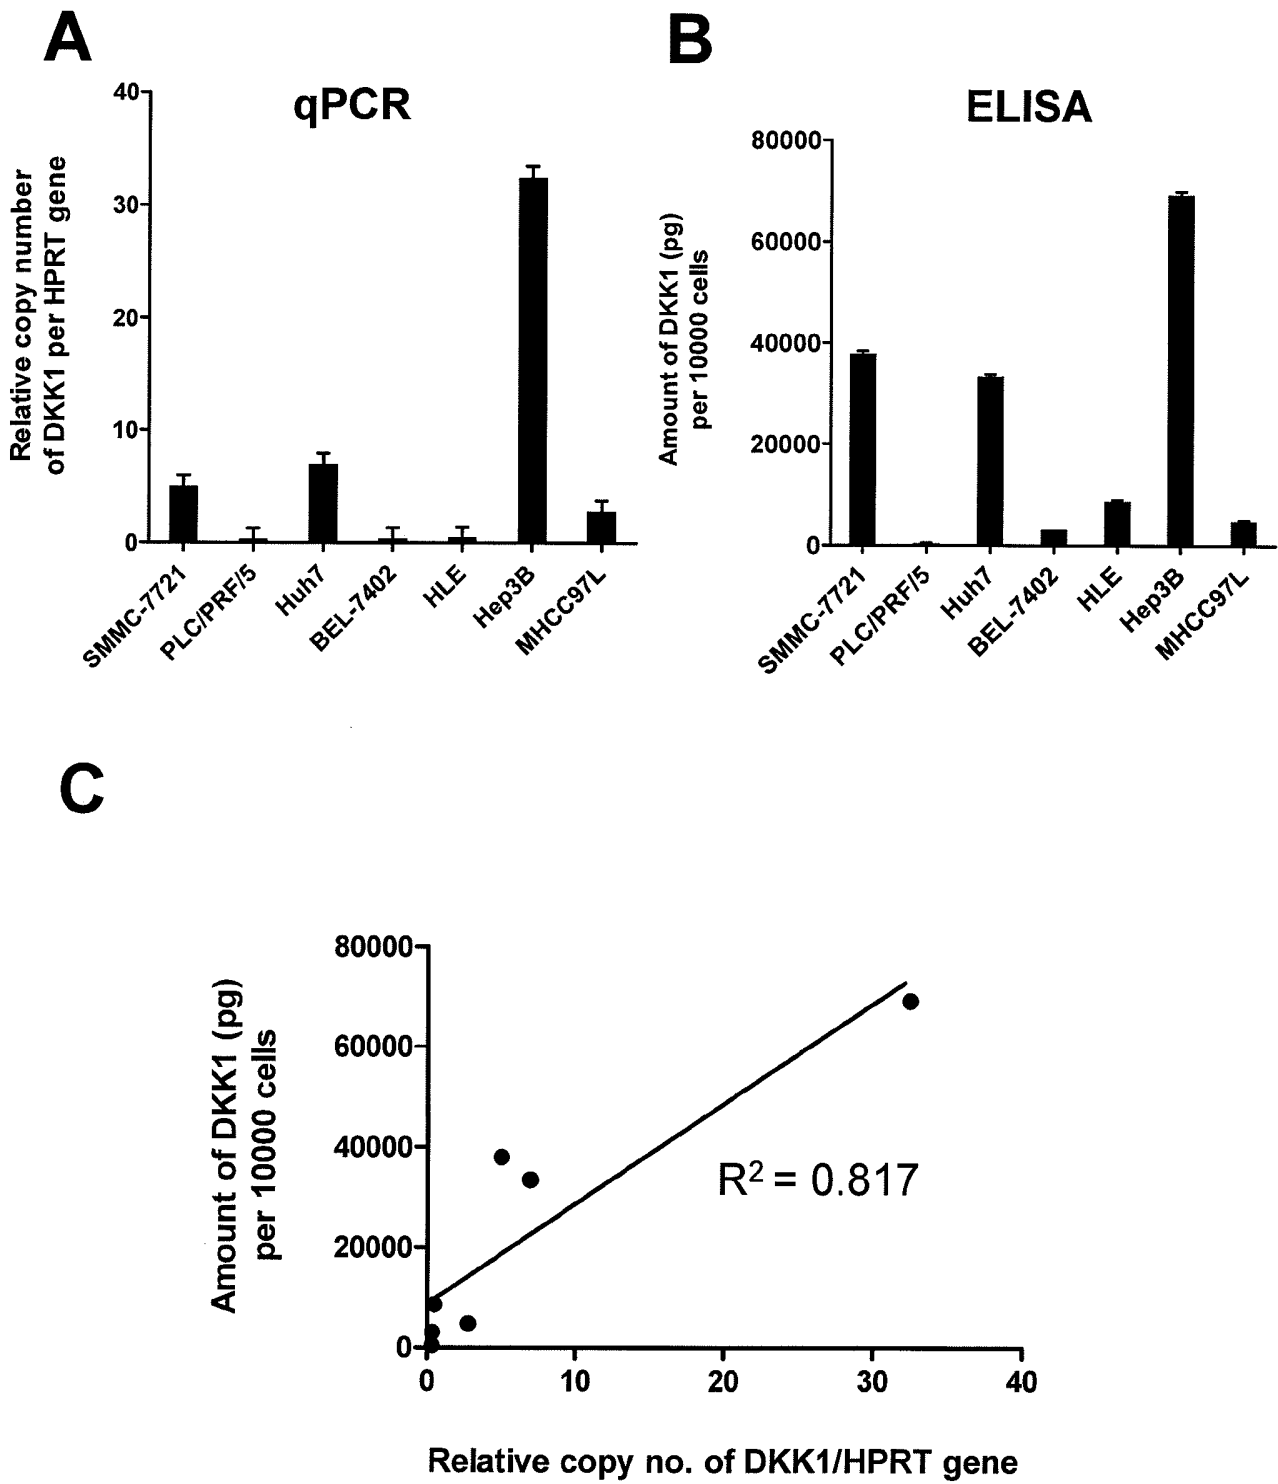 A
qPCR
Relative copy number
of DKK1 per HPRT gene
40
30
20
10
0
SMMC-7721
PLC/PRF/5
Huh7
BEL-7402
HLE
Hep3B
MHCC97L
B
ELISA
Amount of DKK1 (pg)
per 10000 cells
80000
60000
40000
20000
0
SMMC-7721
PLC/PRF/5
Huh7
BEL-7402
HLE
Hep3B
MHCC97L
C
Amount of DKK1 (pg)
per 10000 cells
80000
60000
40000
20000
0
R² = 0.817
0
10
20
30
40
Relative copy no. of DKK1/HPRT gene